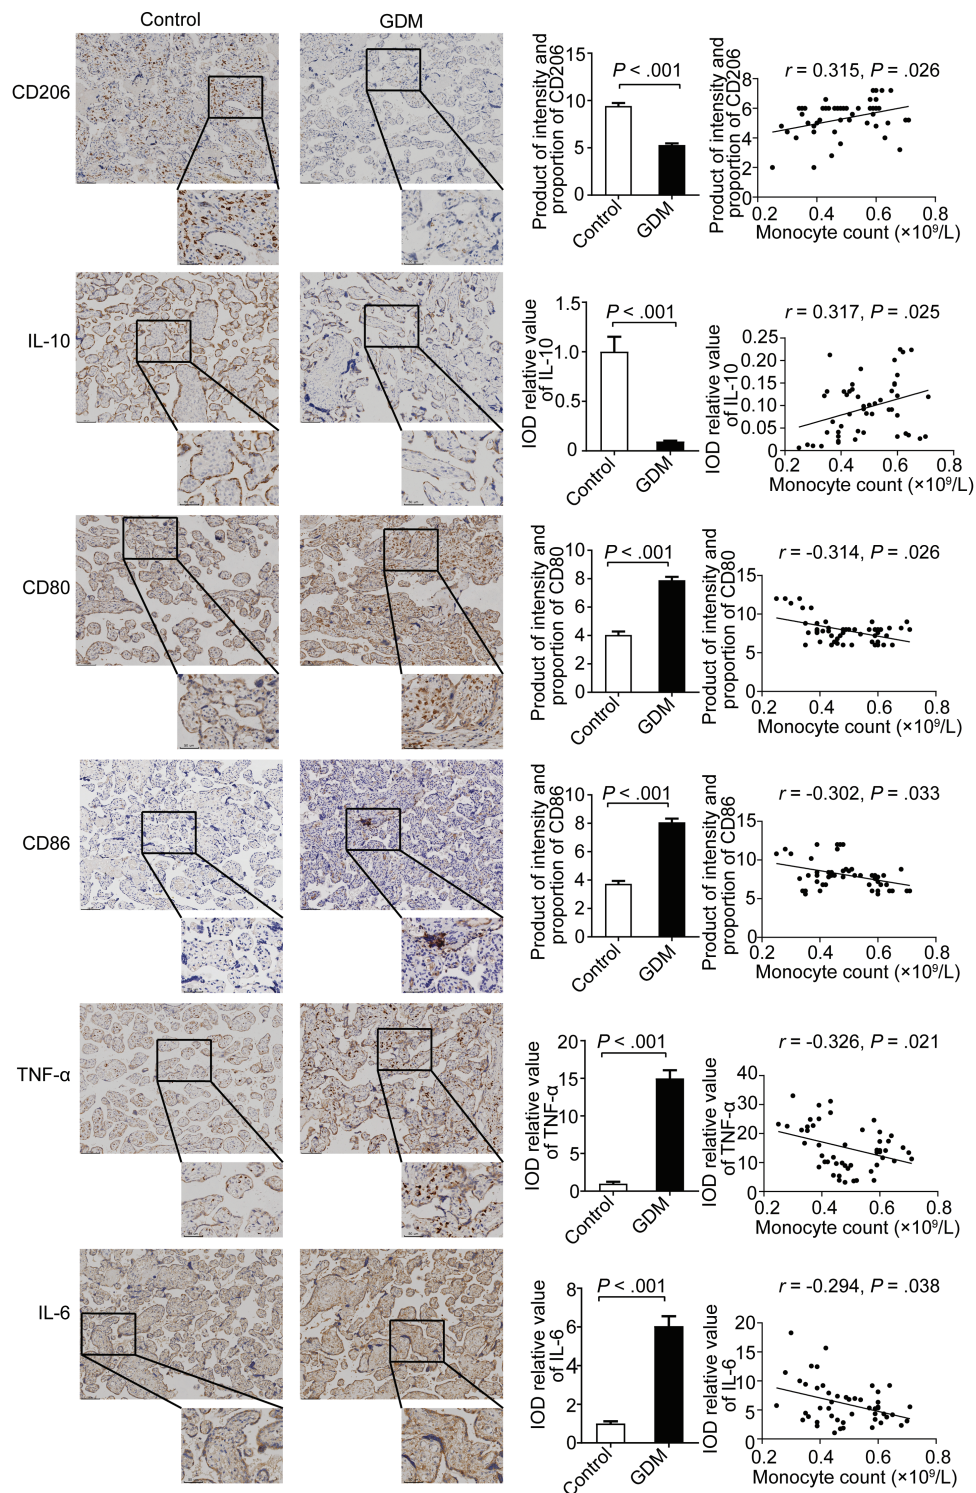 Control
GDM
CD206
Product of intensity and
proportion of CD206
15
10
5
0
P < .001
Control
GDM
r = 0.315, P = .026
Product of intensity and
proportion of CD206
8
6
4
2
0
0.2 0.4 0.6 0.8
Monocyte count (×10⁹/L)
IL-10
IOD relative value
of IL-10
1.5
1.0
0.5
0
P < .001
Control
GDM
r = 0.317, P = .025
IOD relative value
of IL-10
0.25
0.20
0.15
0.10
0.05
0
0.2 0.4 0.6 0.8
Monocyte count (×10⁹/L)
CD80
Product of intensity and
proportion of CD80
10
8
6
4
2
0
P < .001
Control
GDM
r = -0.314, P = .026
Product of intensity and
proportion of CD80
15
10
5
0
0.2 0.4 0.6 0.8
Monocyte count (×10⁹/L)
CD86
Product of intensity and
proportion of CD86
10
8
6
4
2
0
P < .001
Control
GDM
r = -0.302, P = .033
Product of intensity and
proportion of CD86
15
10
5
0
0.2 0.4 0.6 0.8
Monocyte count (×10⁹/L)
TNF-α
IOD relative value
of TNF-α
20
15
10
5
0
P < .001
Control
GDM
r = -0.326, P = .021
IOD relative value
of TNF-α
40
30
20
10
0
0.2 0.4 0.6 0.8
Monocyte count (×10⁹/L)
IL-6
IOD relative value
of IL-6
8
6
4
2
0
P < .001
Control
GDM
r = -0.294, P = .038
IOD relative value
of IL-6
20
15
10
5
0
0.2 0.4 0.6 0.8
Monocyte count (×10⁹/L)